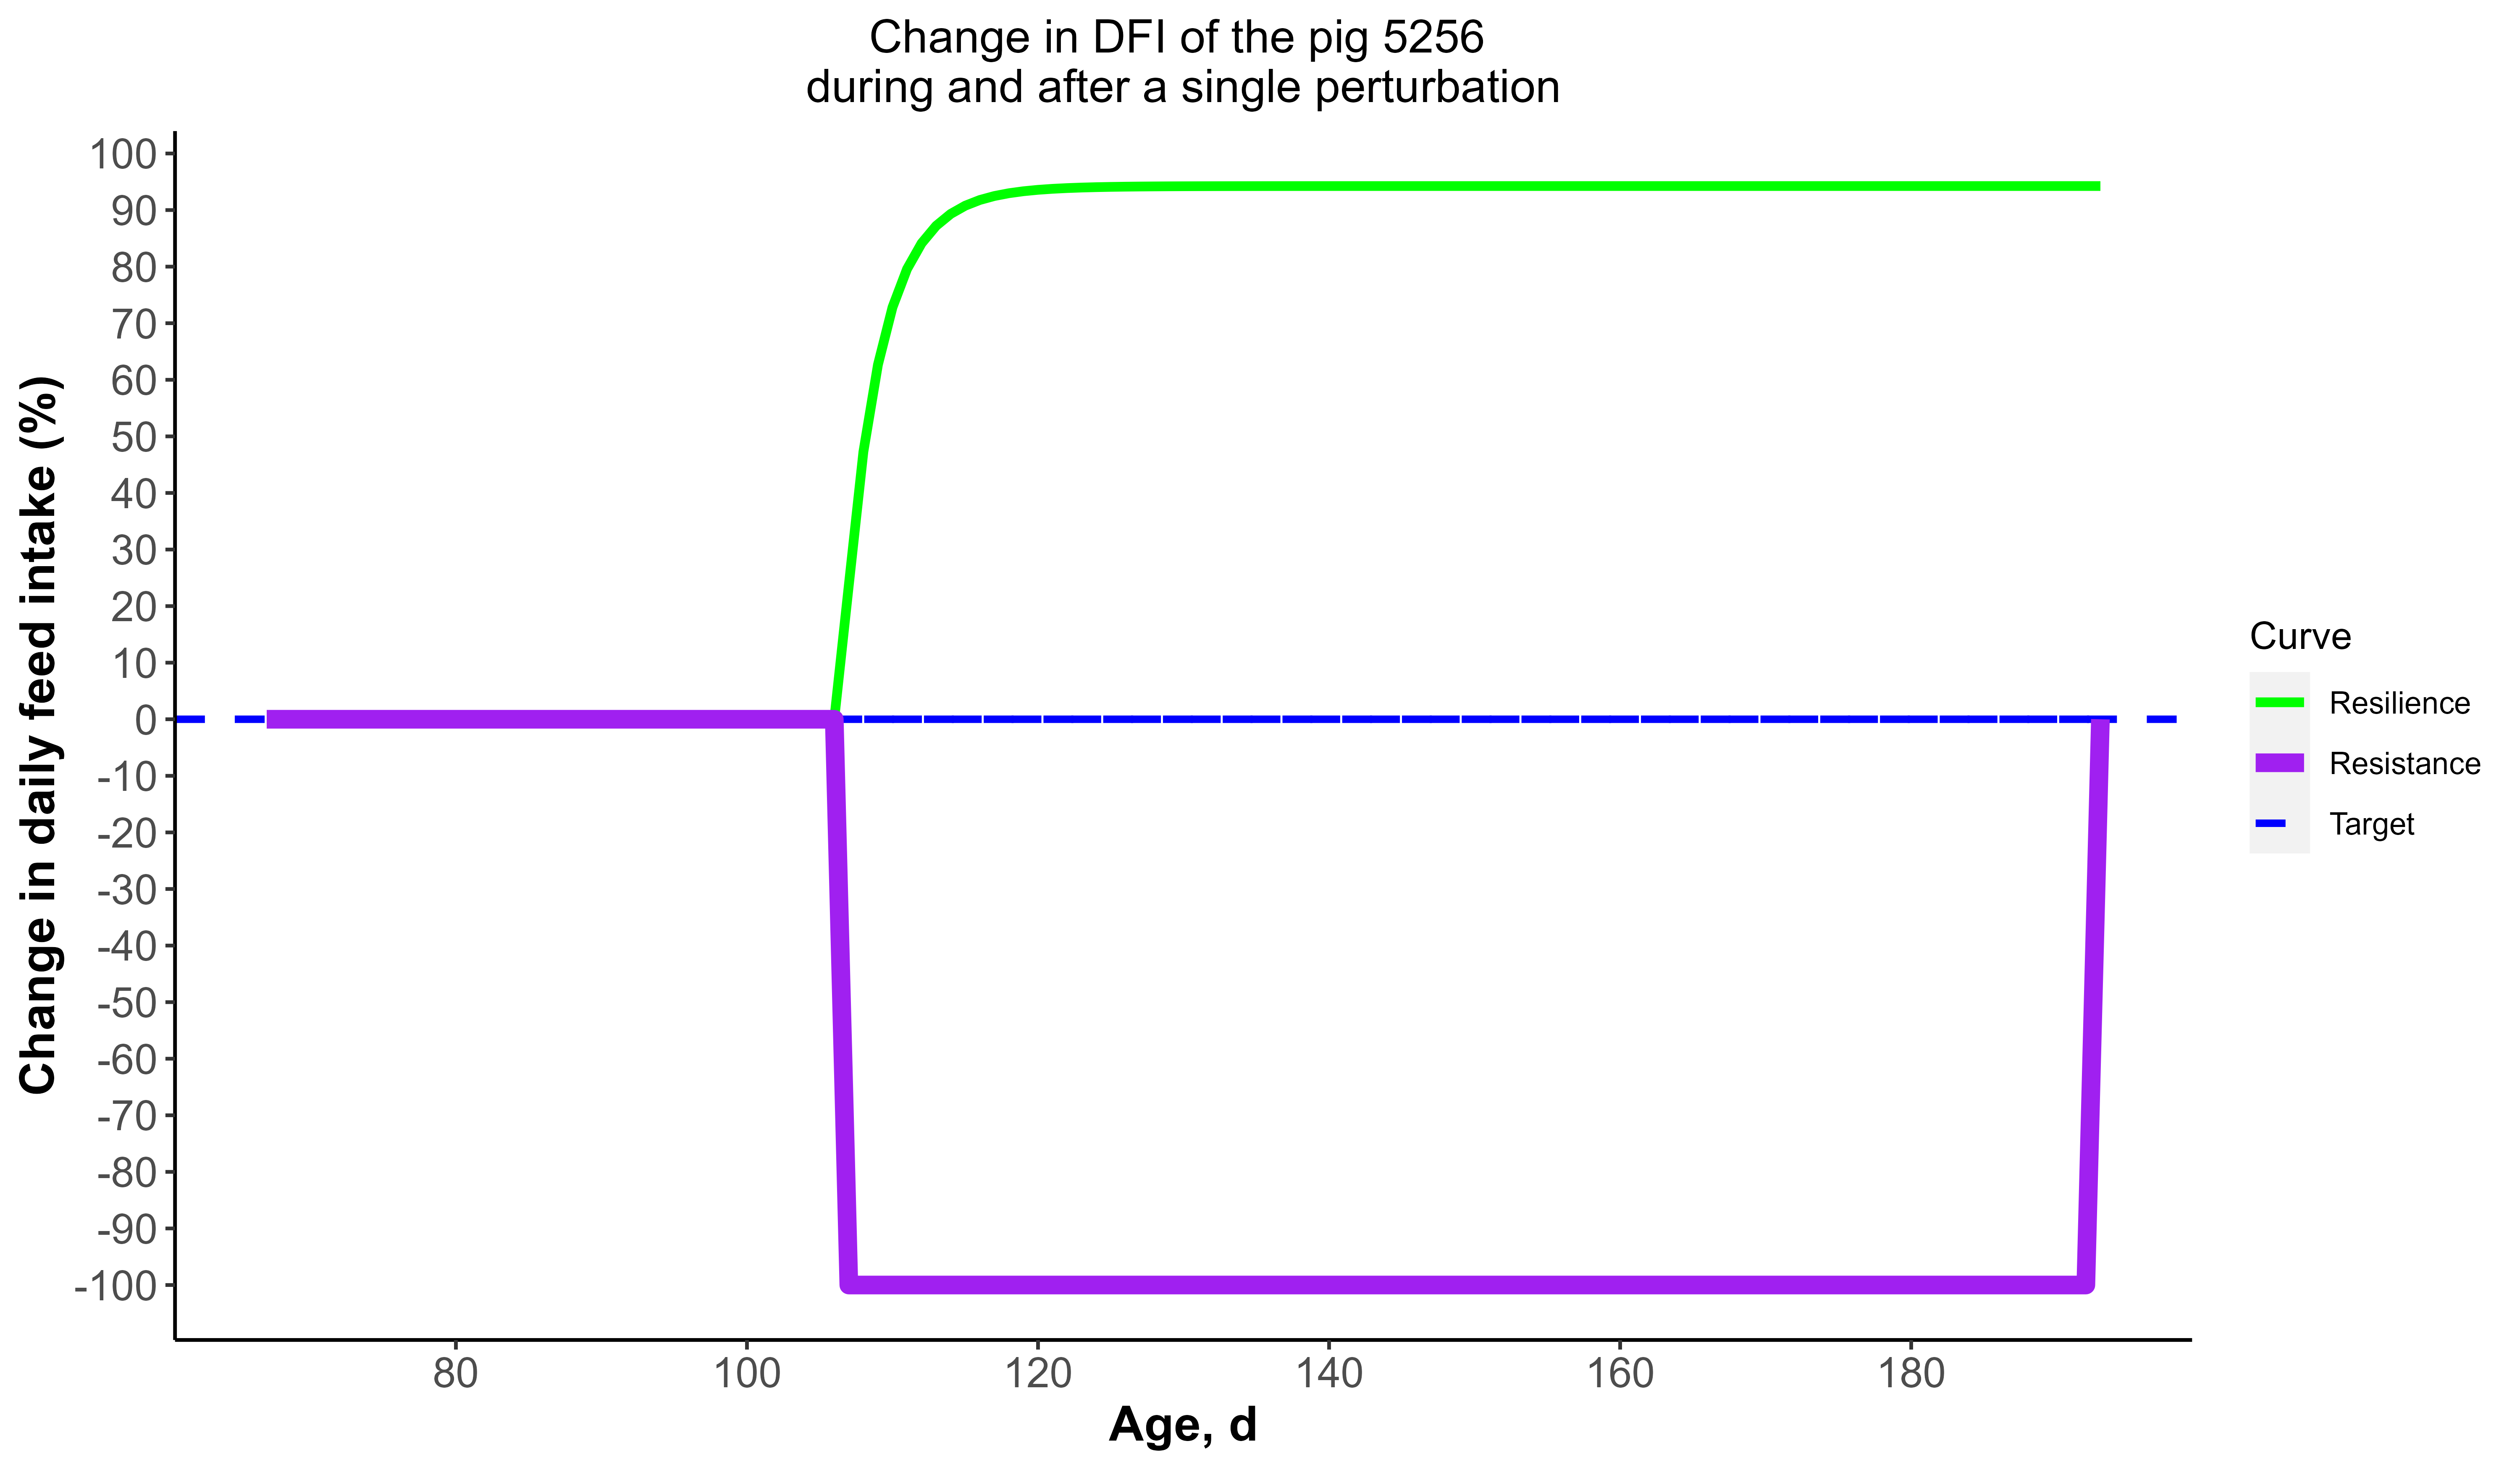 Change in DFI of the pig 5256
during and after a single perturbation
Change in daily feed intake (%)
100
90
80
70
60
50
40
30
20
10
0
-10
-20
-30
-40
-50
-60
-70
-80
-90
-100
80 100 120 140 160 180
Age, d
Curve
Resilience
Resistance
Target